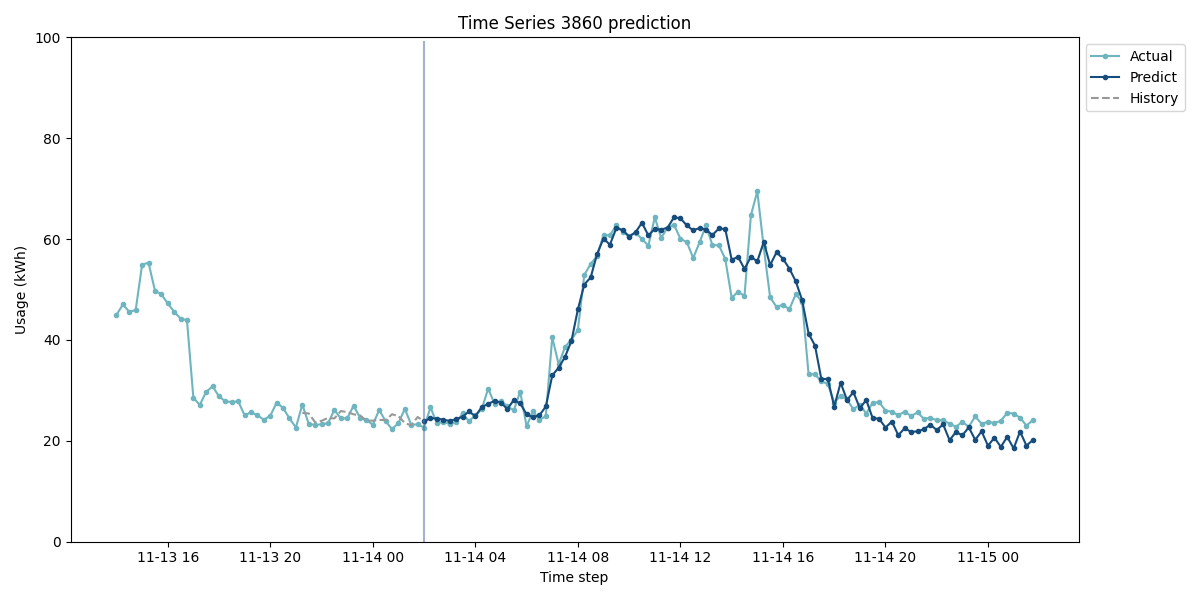 Time Series 3860 prediction
100
80
60
40
20
0
Usage (kWh)
11-13 16
11-13 20
11-14 00
11-14 04
11-14 08
11-14 12
11-14 16
11-14 20
11-15 00
Time step
Actual
Predict
History